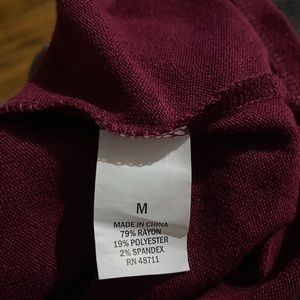 M
MADE IN CHINA
79% RAYON
19% POLYESTER
2% SPANDEX
RN 48711